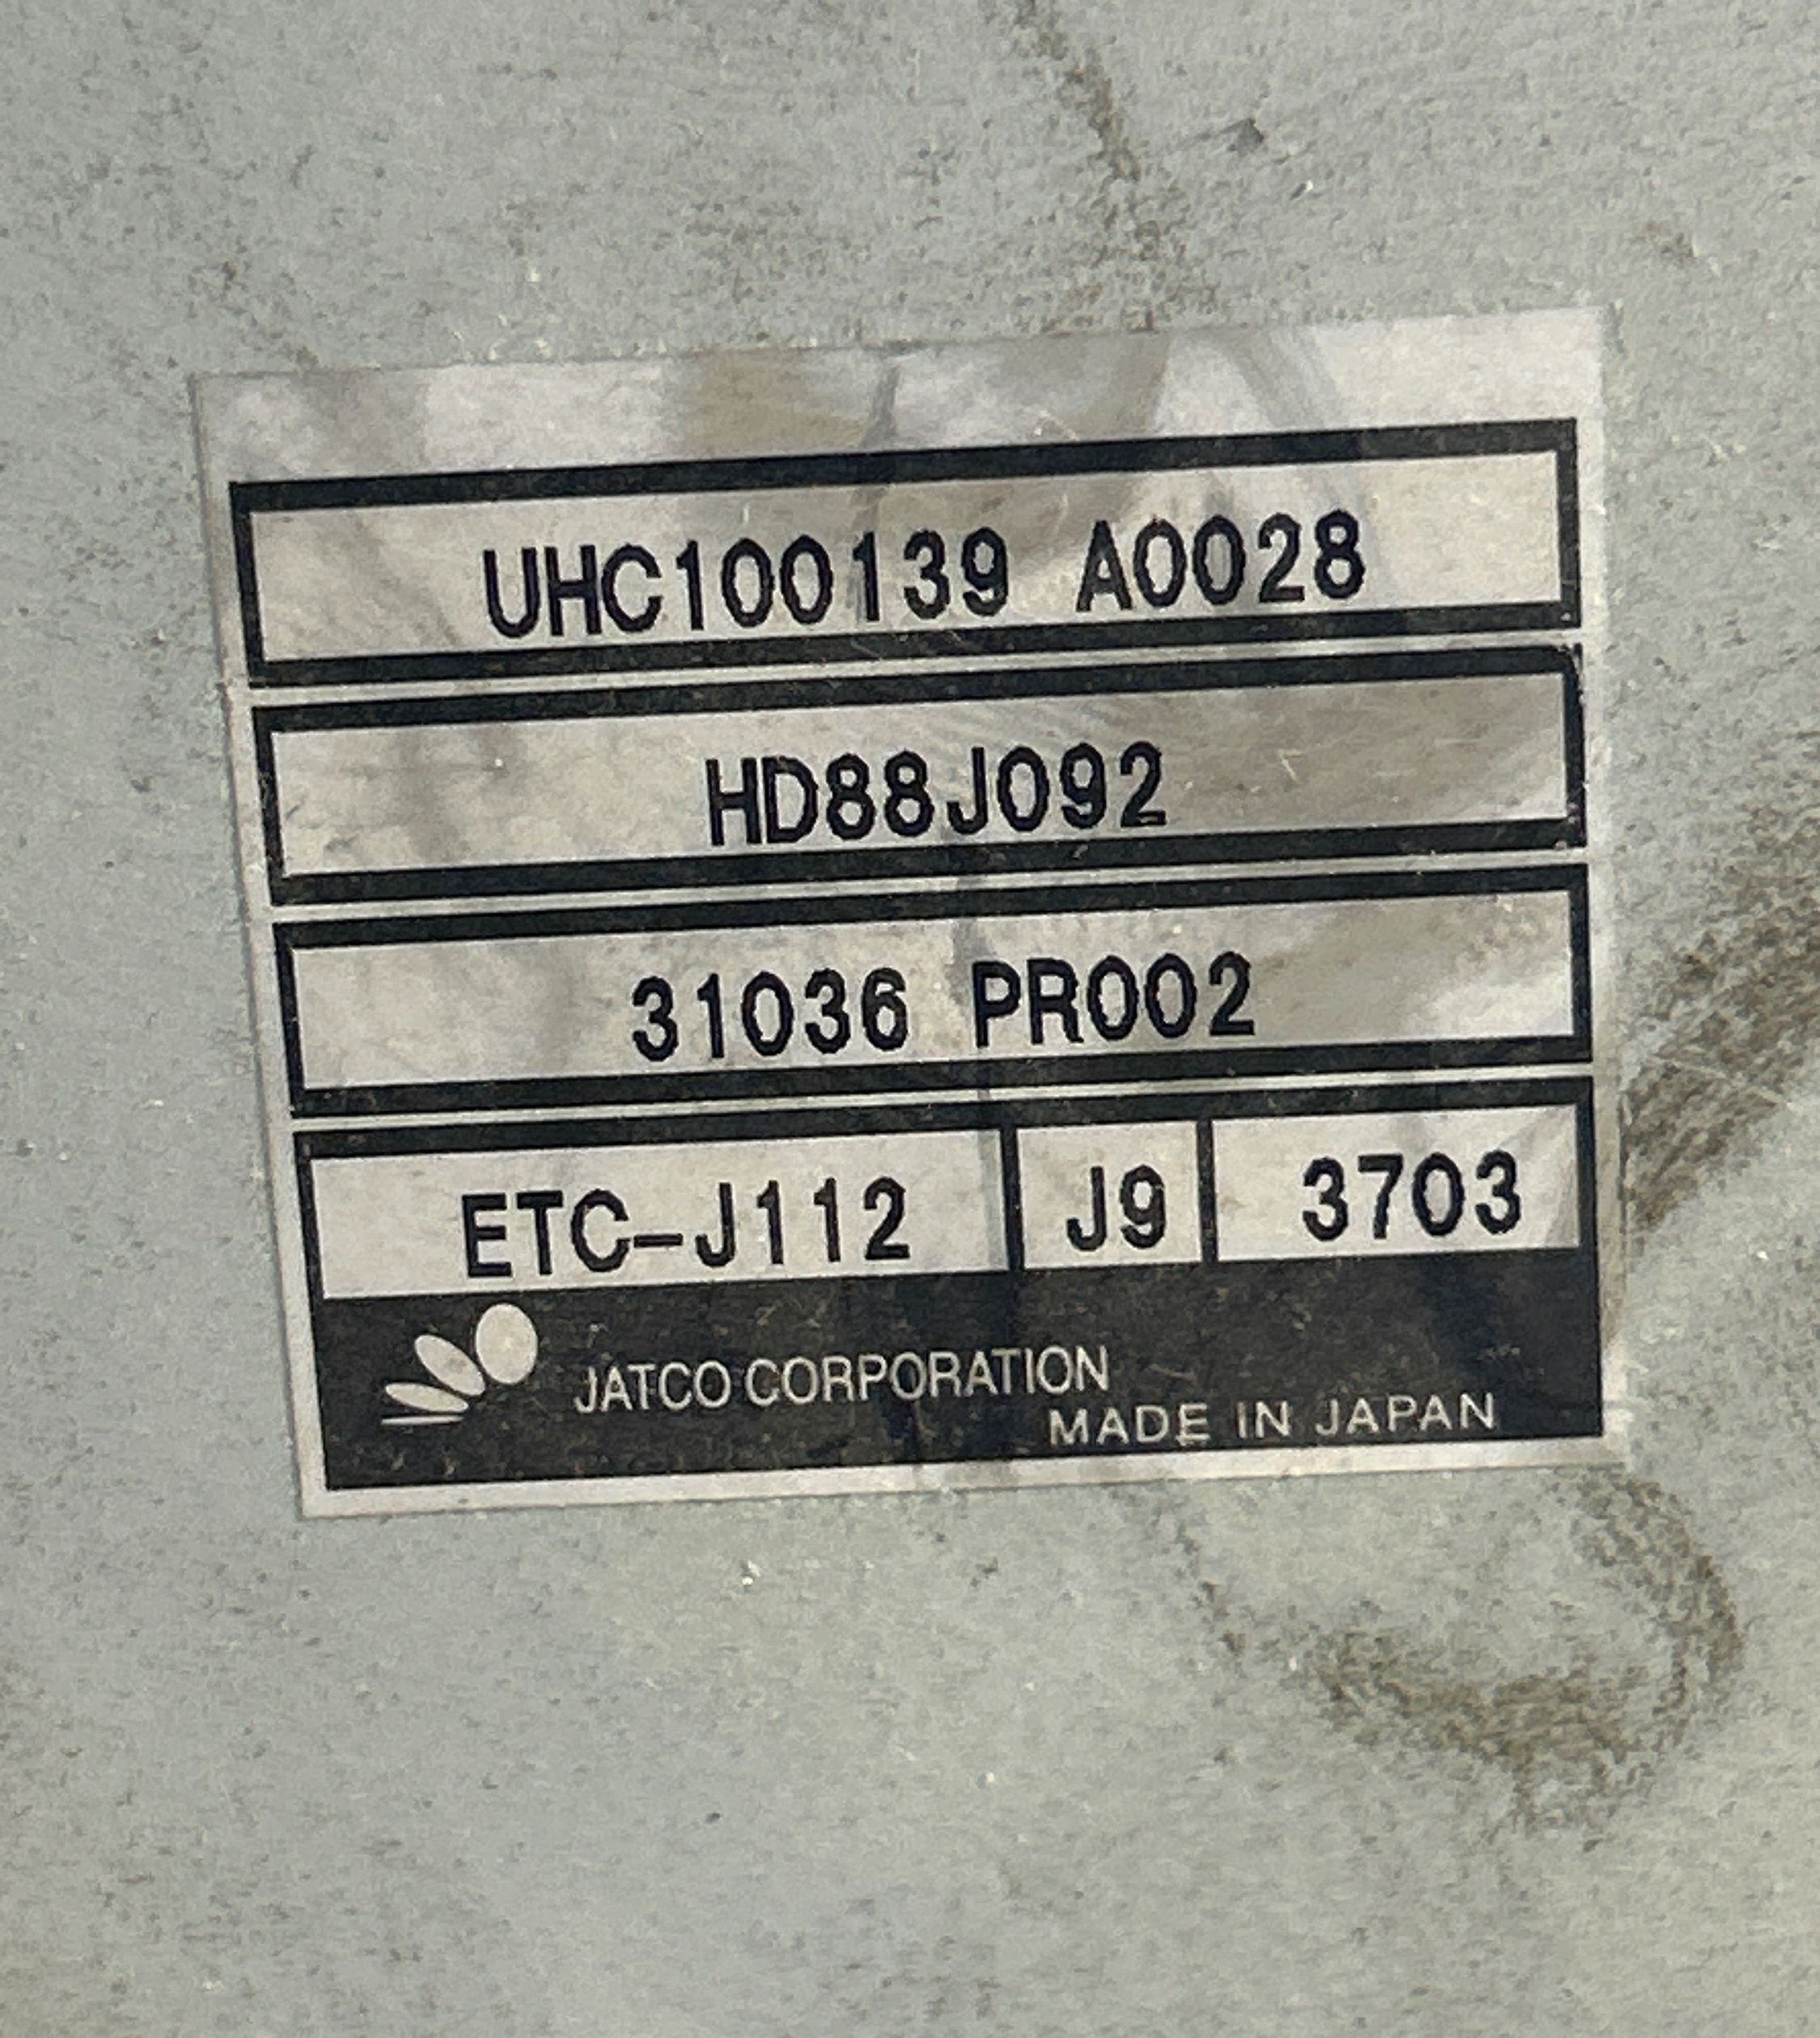 UHC100139 A0028
HD88J092
31036 PR002
ETC-J112 J9 3703
JATCO CORPORATION
MADE IN JAPAN